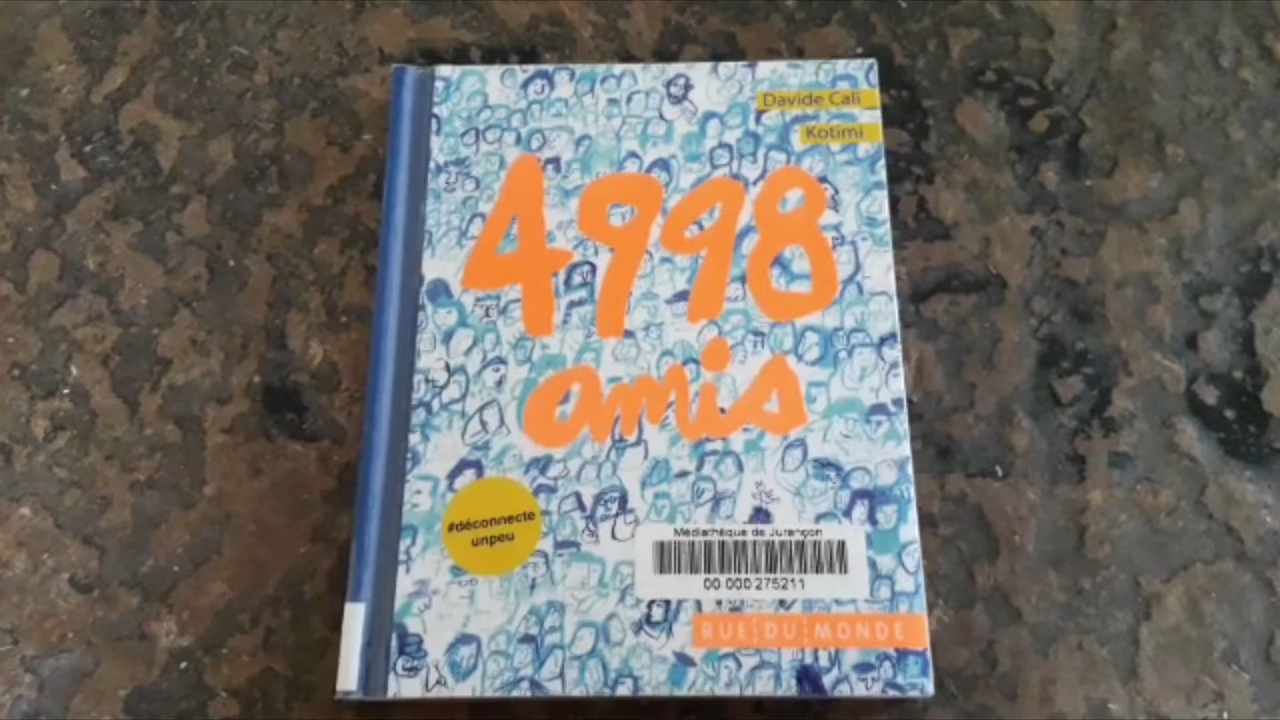 Davide Cali
Kotimi
4998
amis
#déconnecte
unpeu
Médiathèque de Jurançon
00 000 275211
RUE DU MONDE